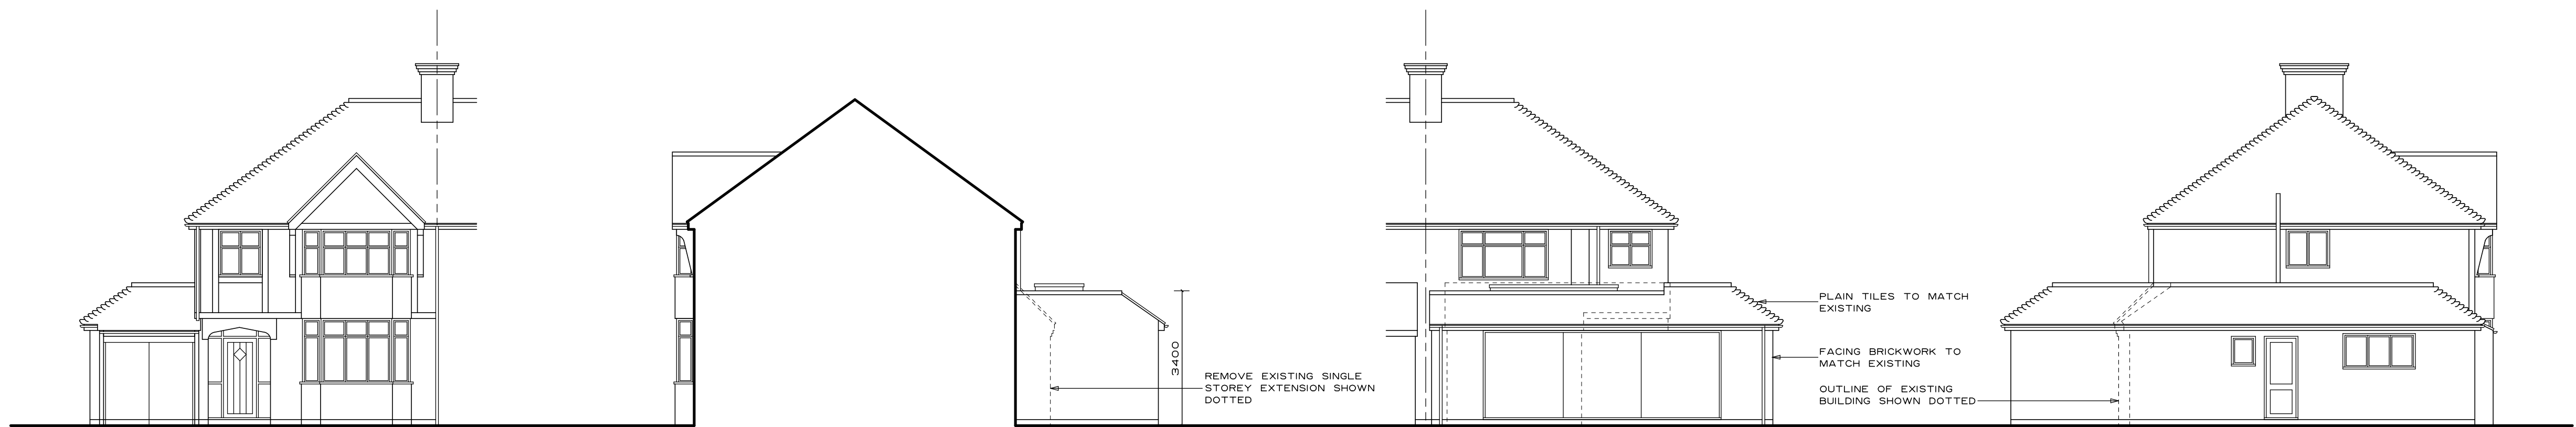 3400
REMOVE EXISTING SINGLE
STOREY EXTENSION SHOWN
DOTTED
PLAIN TILES TO MATCH
EXISTING
FACING BRICKWORK TO
MATCH EXISTING
OUTLINE OF EXISTING
BUILDING SHOWN DOTTED